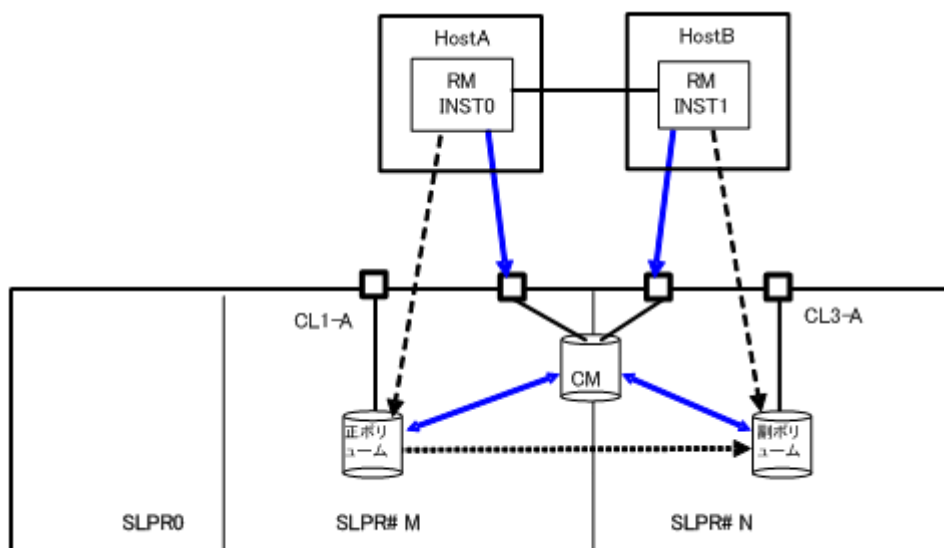 HostA
HostB
RM
INST0
RM
INST1
CL1-A
CL3-A
CM
正ボリ
ューム
副ボリ
ューム
SLPR0
SLPR# M
SLPR# N